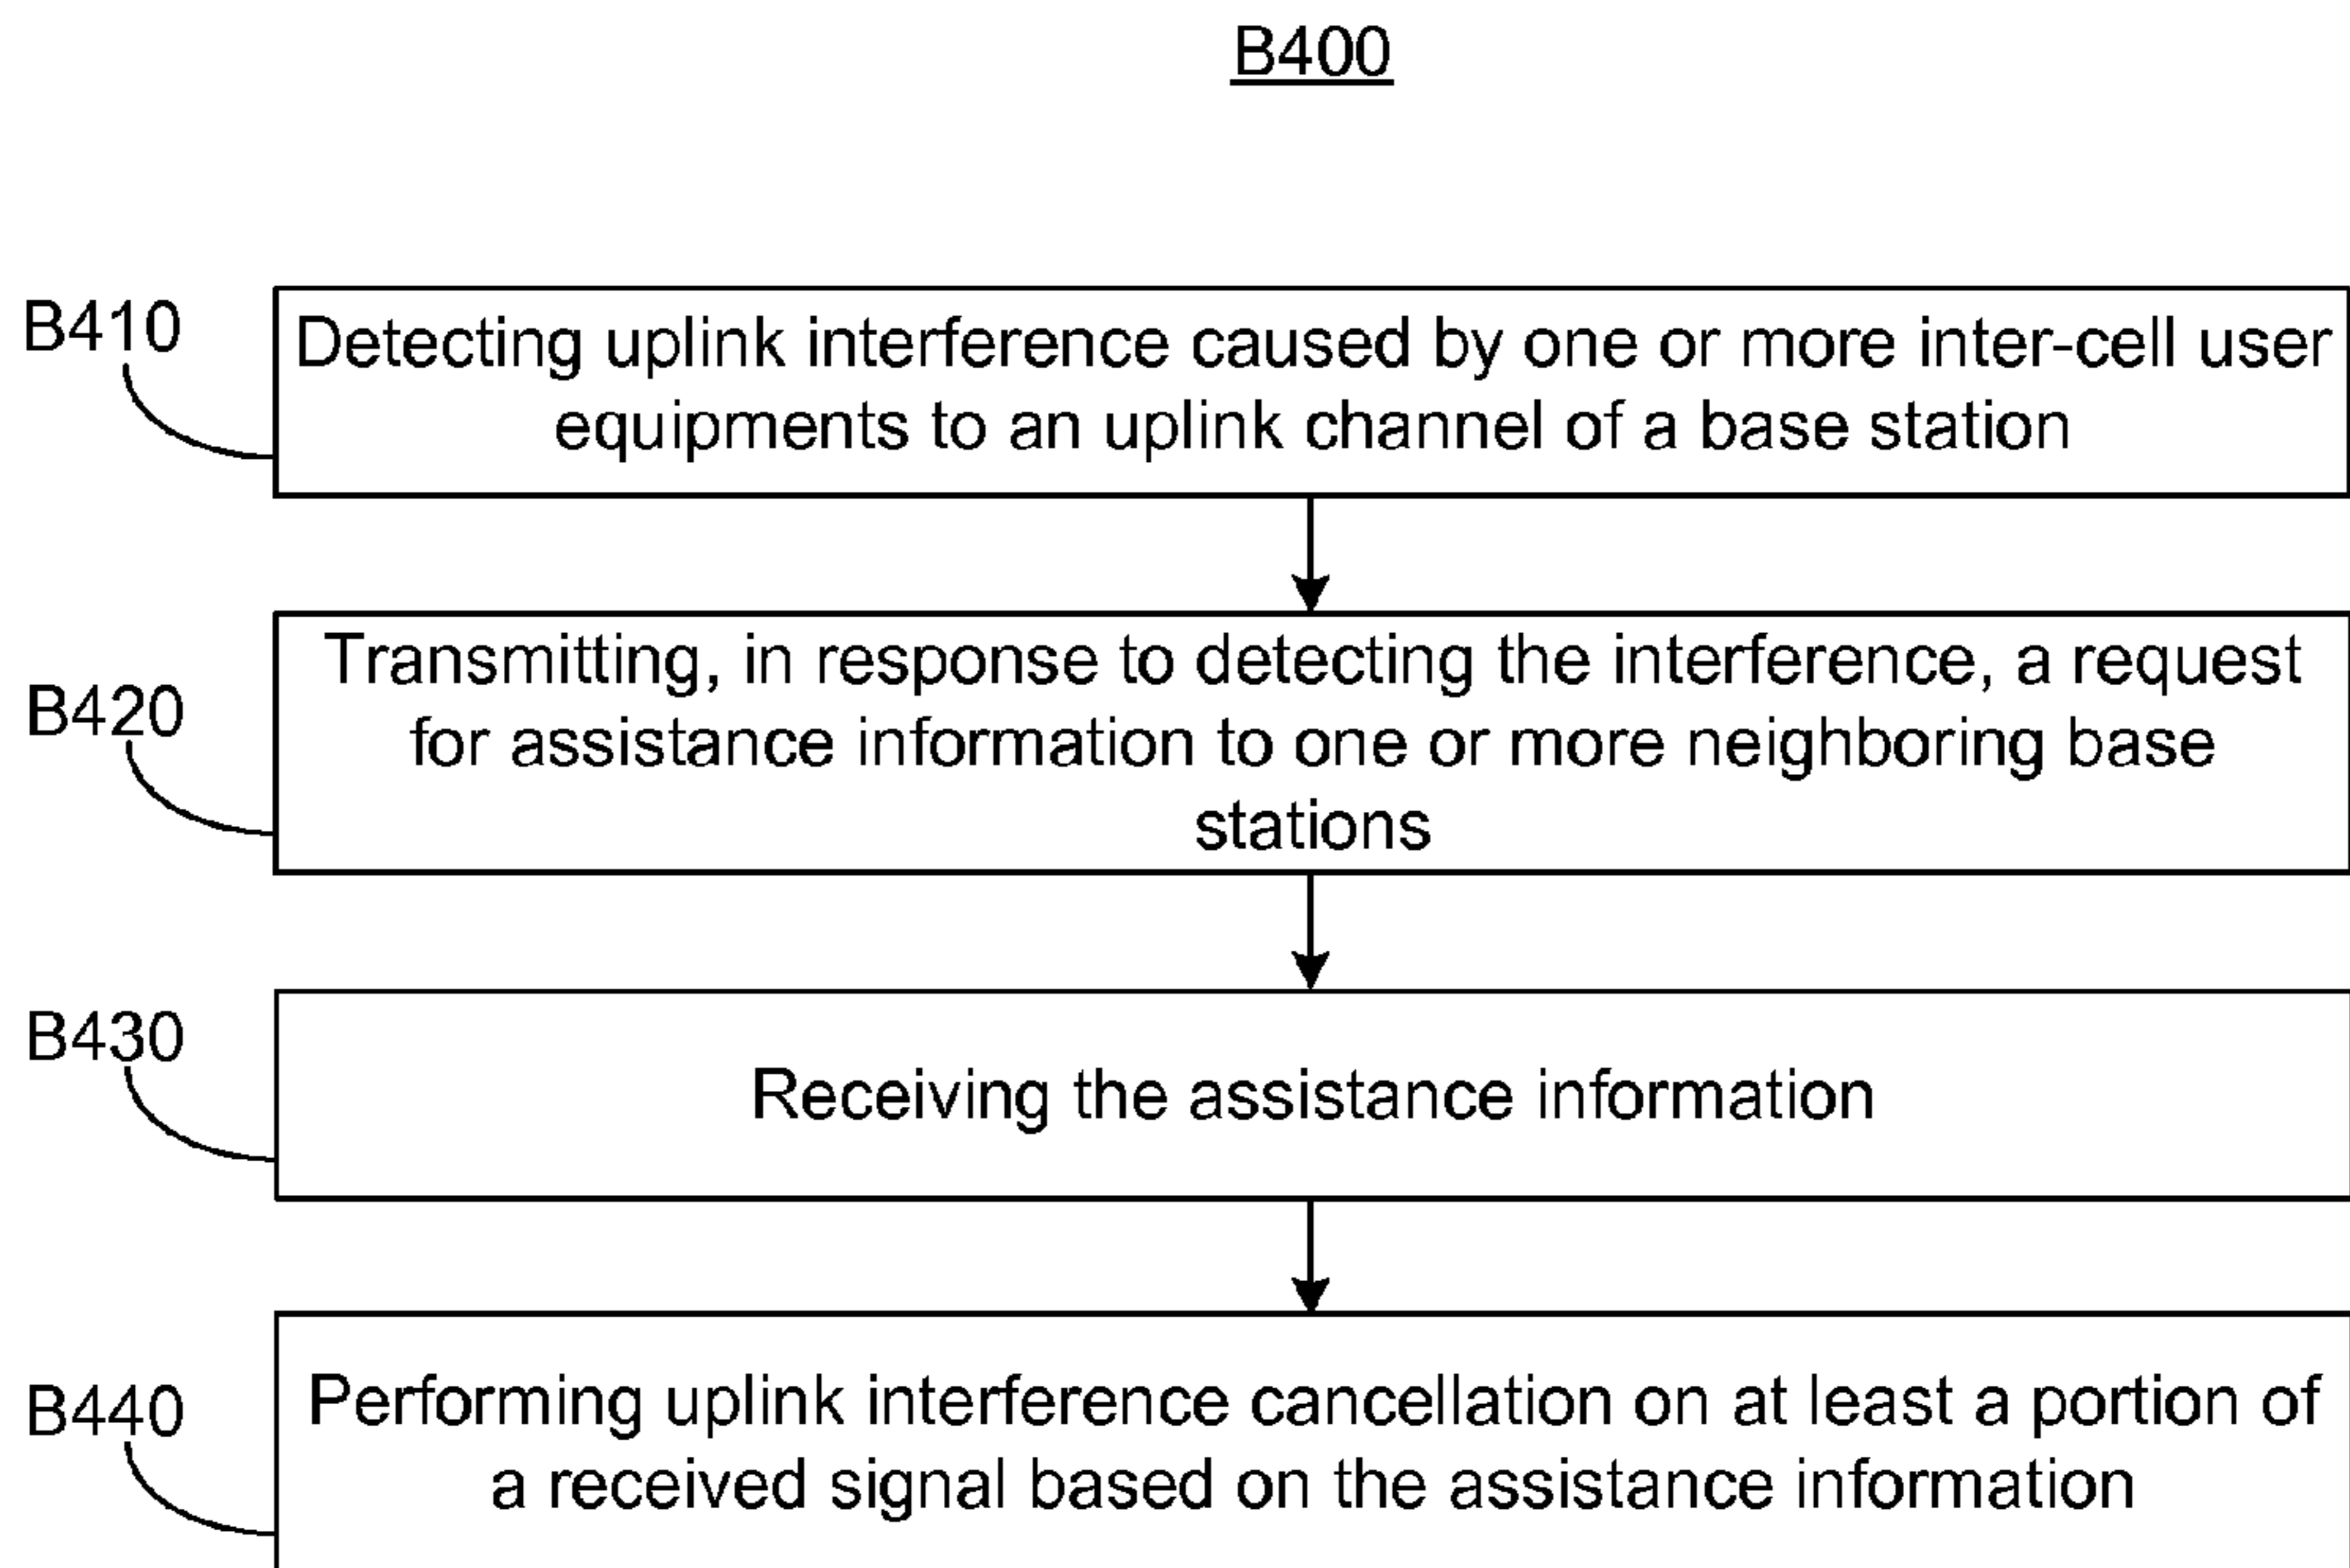 B400
B410
Detecting uplink interference caused by one or more inter-cell user
equipments to an uplink channel of a base station
B420
Transmitting, in response to detecting the interference, a request
for assistance information to one or more neighboring base
stations
B430
Receiving the assistance information
B440
Performing uplink interference cancellation on at least a portion of
a received signal based on the assistance information